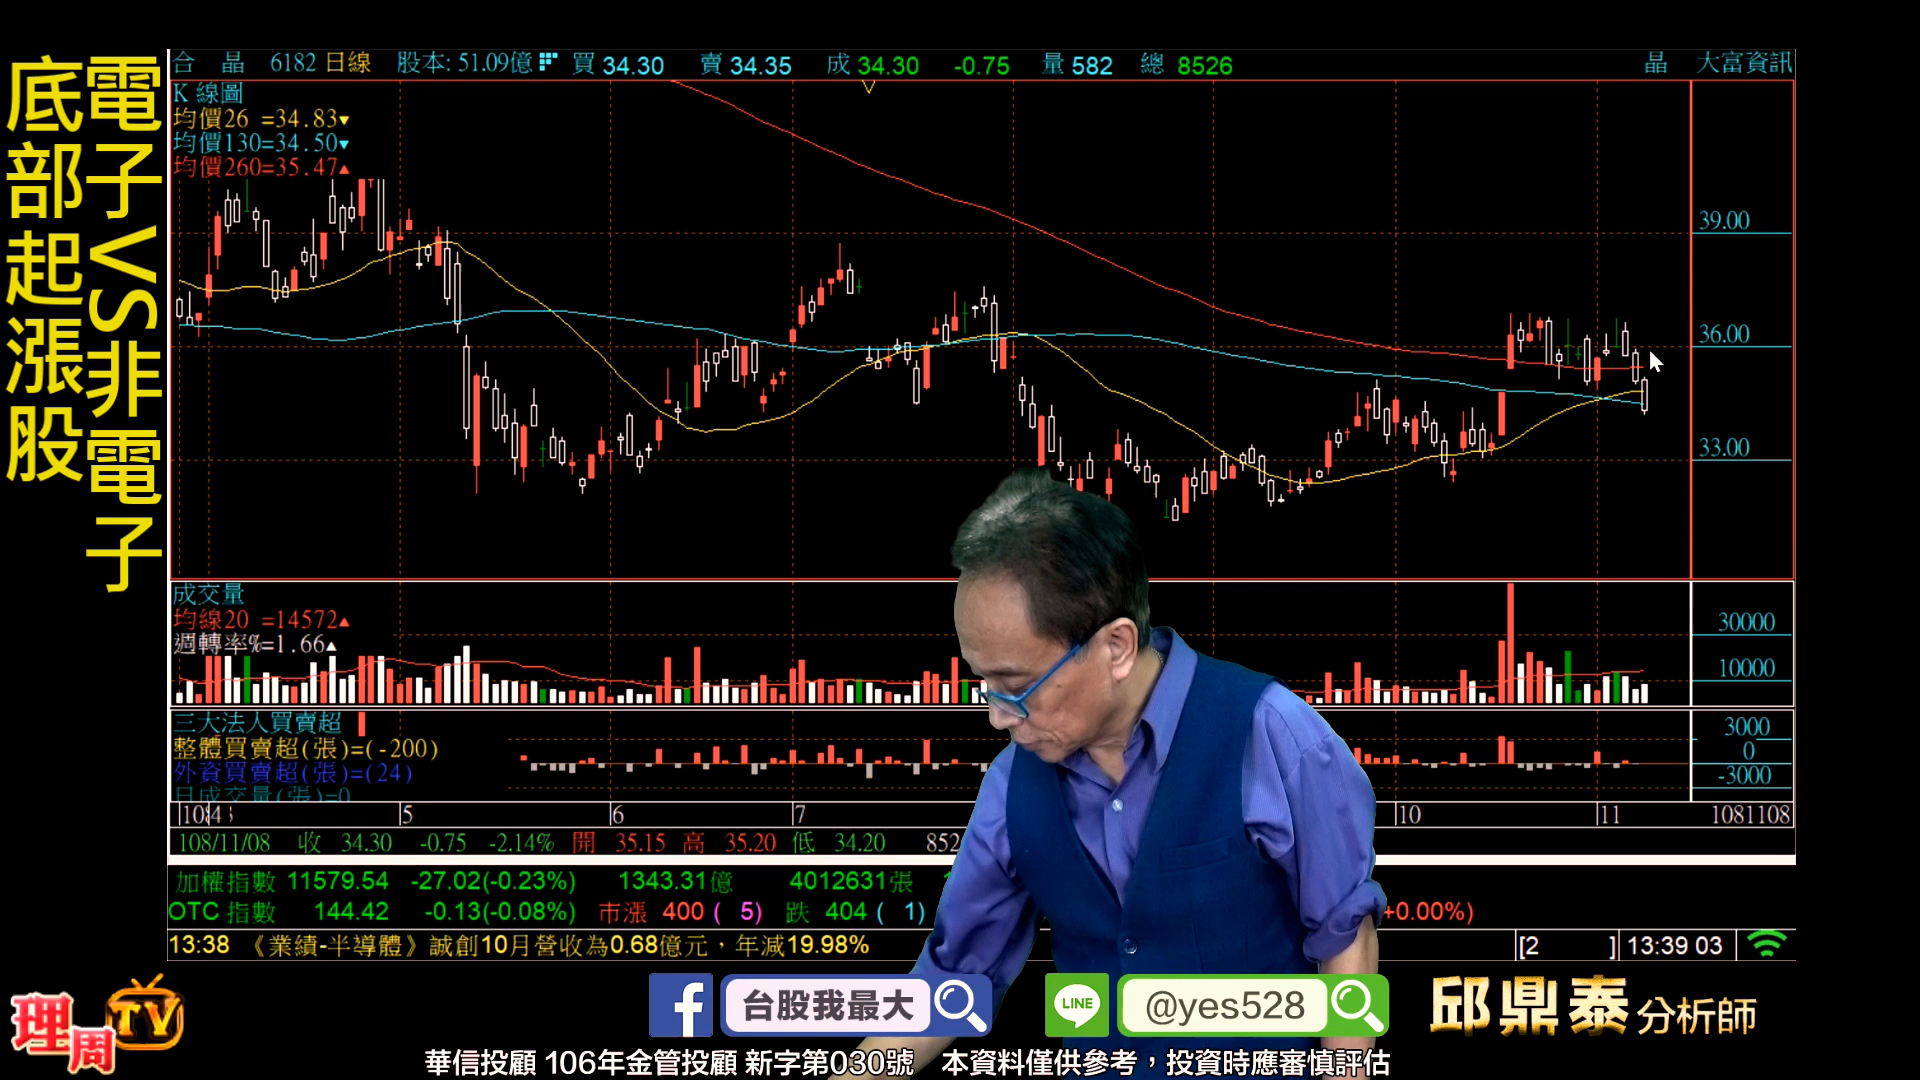 電子VS非電子
底部起漲股
合 晶 6182 日線 股本: 51.09億 買 34.30 賣 34.35 成 34.30 -0.75 量 582 總 8526 晶 大富資訊
K 線圖
均價26 =34.83▼
均價130=34.50▼
均價260=35.47▲
39.00
36.00
33.00
成交量
均線20 =14572▲
週轉率%=1.66▲
30000
10000
三大法人買賣超
整體買賣超(張)=(-200)
外資買賣超(張)=(24)
日成交量(張)=0
3000
0
-3000
5 6 7 10 11 1081108
108/11/08 收 34.30 -0.75 -2.14% 開 35.15 高 35.20 低 34.20 852
加權指數 11579.54 -27.02(-0.23%) 1343.31億 4012631張
OTC 指數 144.42 -0.13(-0.08%) 市漲 400 ( 5) 跌 404 ( 1) +0.00%)
13:38 《業績-半導體》誠創10月營收為0.68億元，年減19.98% [2 ] 13:39 03
理周TV
f 台股我最大 LINE @yes528 邱鼎泰 分析師
華信投顧 106年金管投顧 新字第030號 本資料僅供參考，投資時應審慎評估